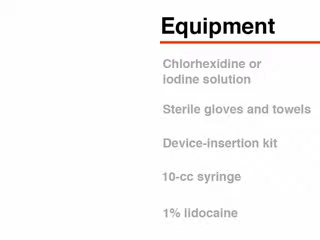 Equipment
Chlorhexidine or
iodine solution
Sterile gloves and towels
Device-insertion kit
10-cc syringe
1% lidocaine